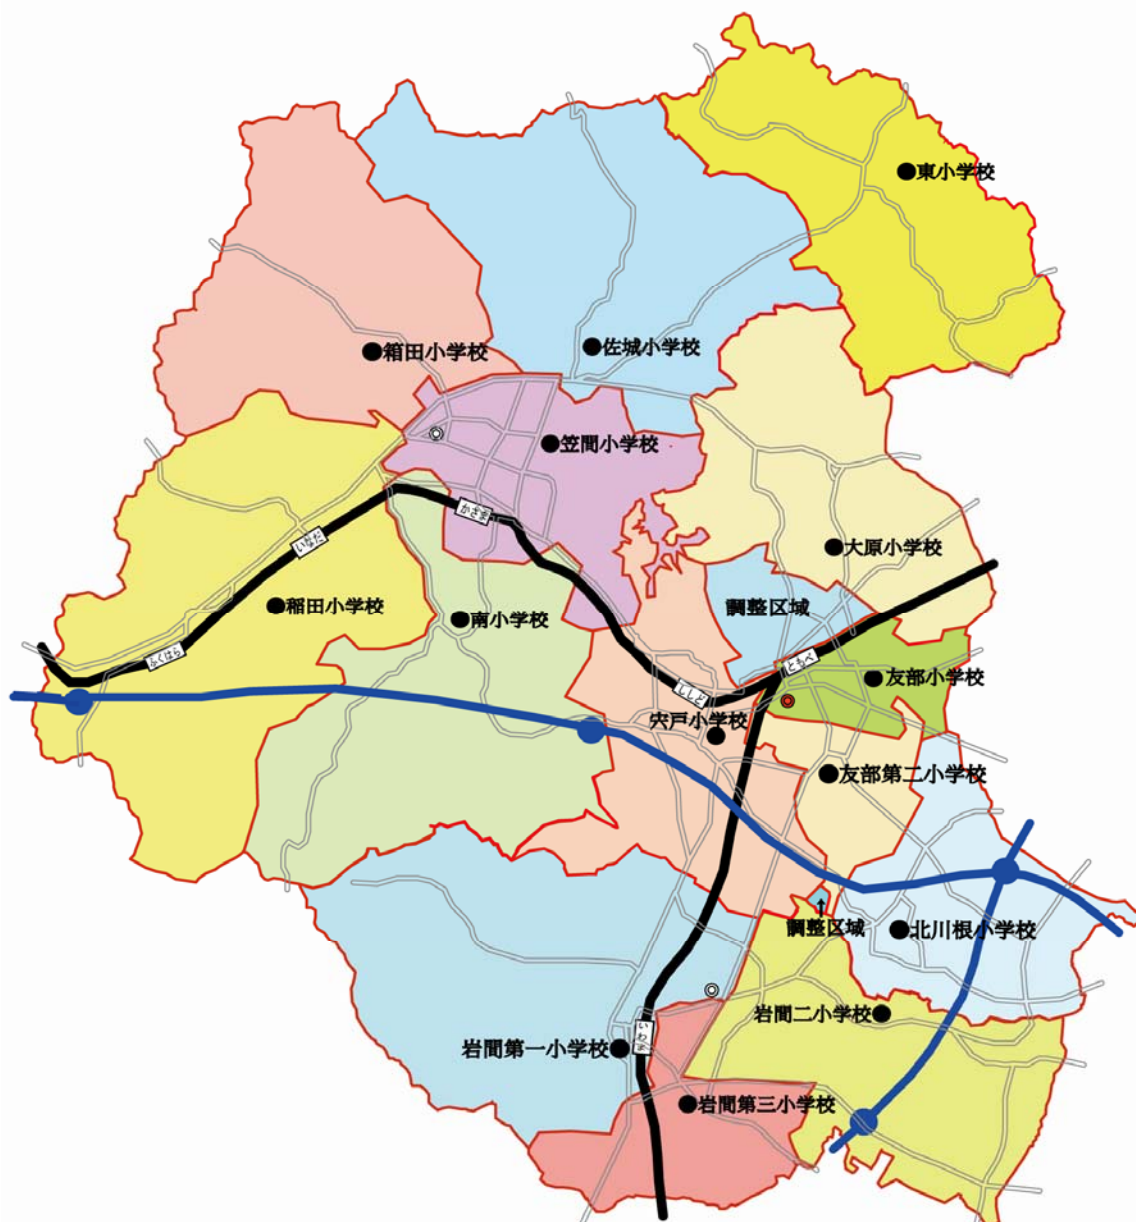 東小学校
箱田小学校
佐城小学校
笠間小学校
かさま
いなだ
大原小学校
稲田小学校
南小学校
調整区域
ふくはら
ともべ
友部小学校
ししど
宍戸小学校
友部第二小学校
調整区域
北川根小学校
岩間二小学校
岩間第一小学校
いわま
岩間第三小学校